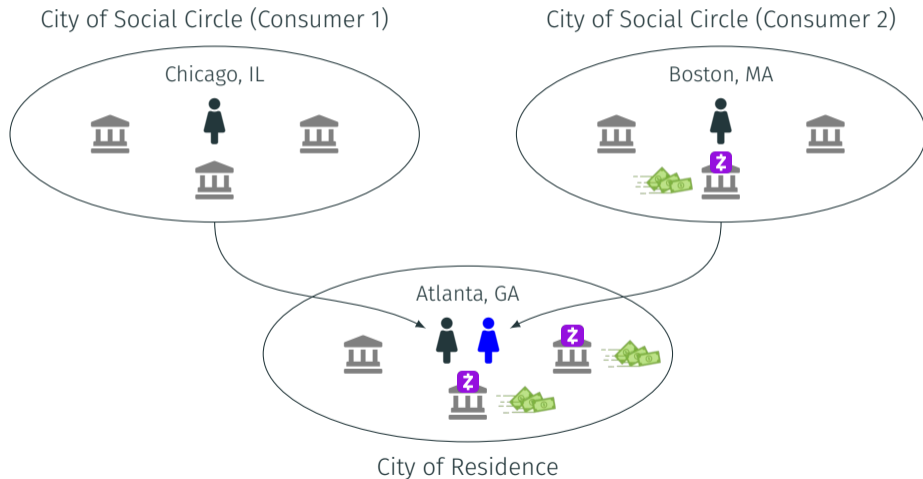 City of Social Circle (Consumer 1)
City of Social Circle (Consumer 2)
Chicago, IL
Boston, MA
Atlanta, GA
City of Residence